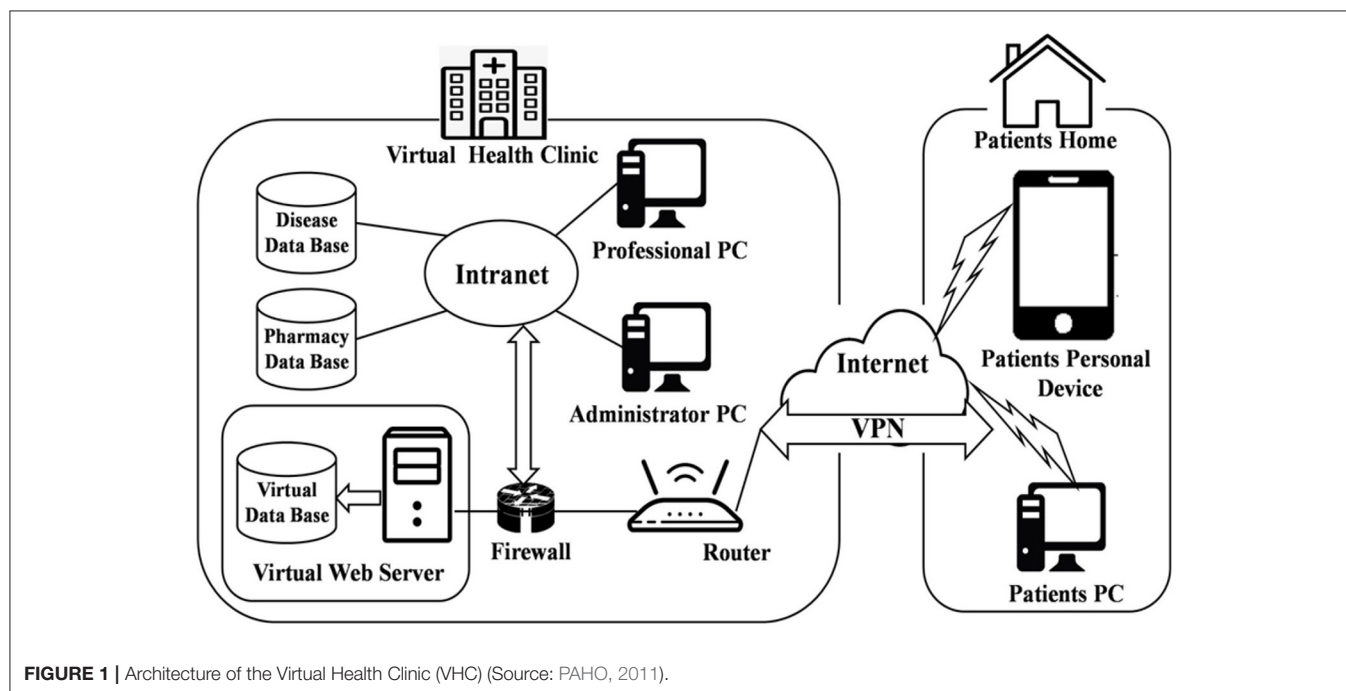 Virtual Health Clinic
Disease
Data Base
Professional PC
Intranet
Pharmacy
Data Base
Administrator PC
Virtual
Data Base
Virtual Web Server
Firewall
Router
Internet
VPN
Patients Home
Patients Personal
Device
Patients PC
FIGURE 1 | Architecture of the Virtual Health Clinic (VHC) (Source: PAHO, 2011).